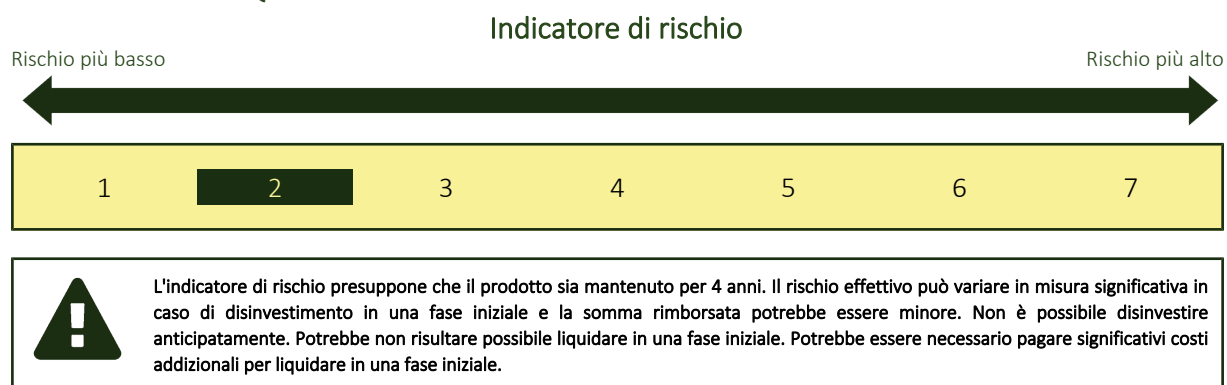 Indicatore di rischio
Rischio più basso
Rischio più alto
1 2 3 4 5 6 7
L'indicatore di rischio presuppone che il prodotto sia mantenuto per 4 anni. Il rischio effettivo può variare in misura significativa in
caso di disinvestimento in una fase iniziale e la somma rimborsata potrebbe essere minore. Non è possibile disinvestire
anticipatamente. Potrebbe non risultare possibile liquidare in una fase iniziale. Potrebbe essere necessario pagare significativi costi
addizionali per liquidare in una fase iniziale.